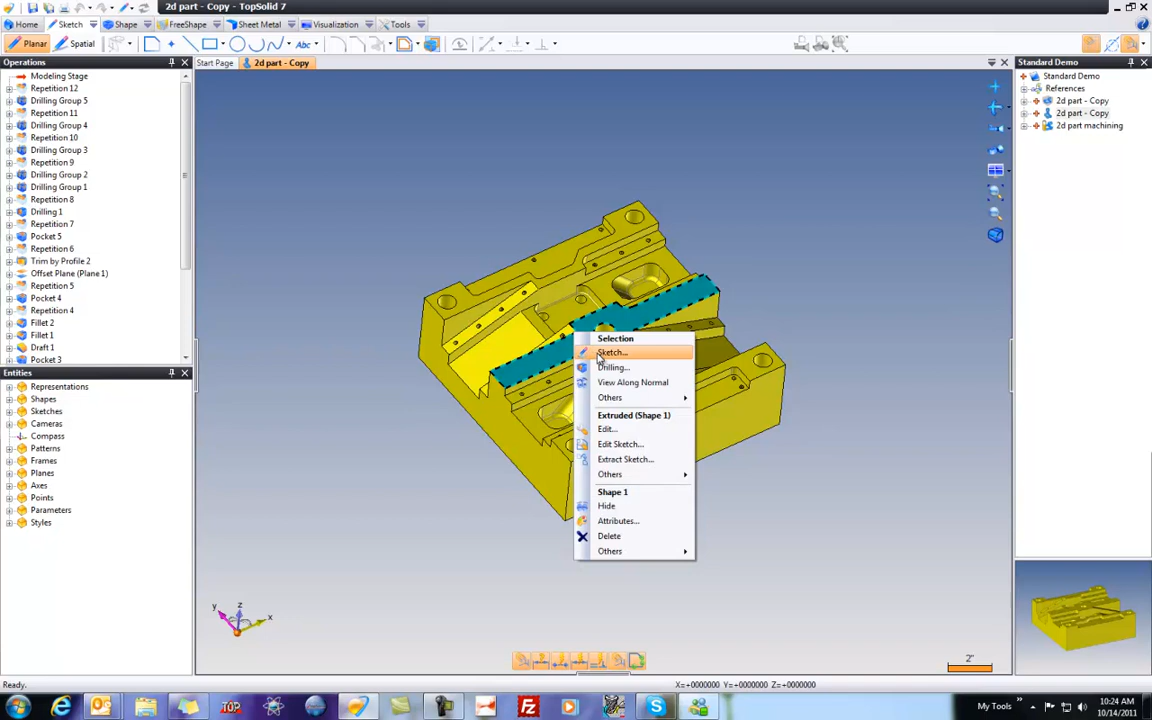 2d part - Copy - TopSolid 7
Home Sketch Shape FreeShape Sheet Metal Visualization Tools
Planar Spatial Abc
Operations
Start Page 2d part - Copy
Standard Demo
Modeling Stage
Repetition 12
Drilling Group 5
Repetition 11
Drilling Group 4
Repetition 10
Drilling Group 3
Repetition 9
Drilling Group 2
Drilling Group 1
Repetition 8
Drilling 1
Repetition 7
Pocket 5
Repetition 6
Trim by Profile 2
Offset Plane (Plane 1)
Repetition 5
Pocket 4
Repetition 4
Fillet 2
Fillet 1
Draft 1
Pocket 3
Entities
Representations
Shapes
Sketches
Cameras
Compass
Patterns
Frames
Planes
Axes
Points
Parameters
Styles
Selection
Sketch...
Drilling...
View Along Normal
Others
Extruded (Shape 1)
Edit...
Edit Sketch...
Extract Sketch...
Others
Shape 1
Hide
Attributes...
Delete
Others
Standard Demo
References
2d part - Copy
2d part - Copy
2d part machining
y z x
2"
Ready.
X=+0000000 Y=+0000000 Z=+0000000
TOP
FZ
My Tools
10:24 AM
10/14/2011